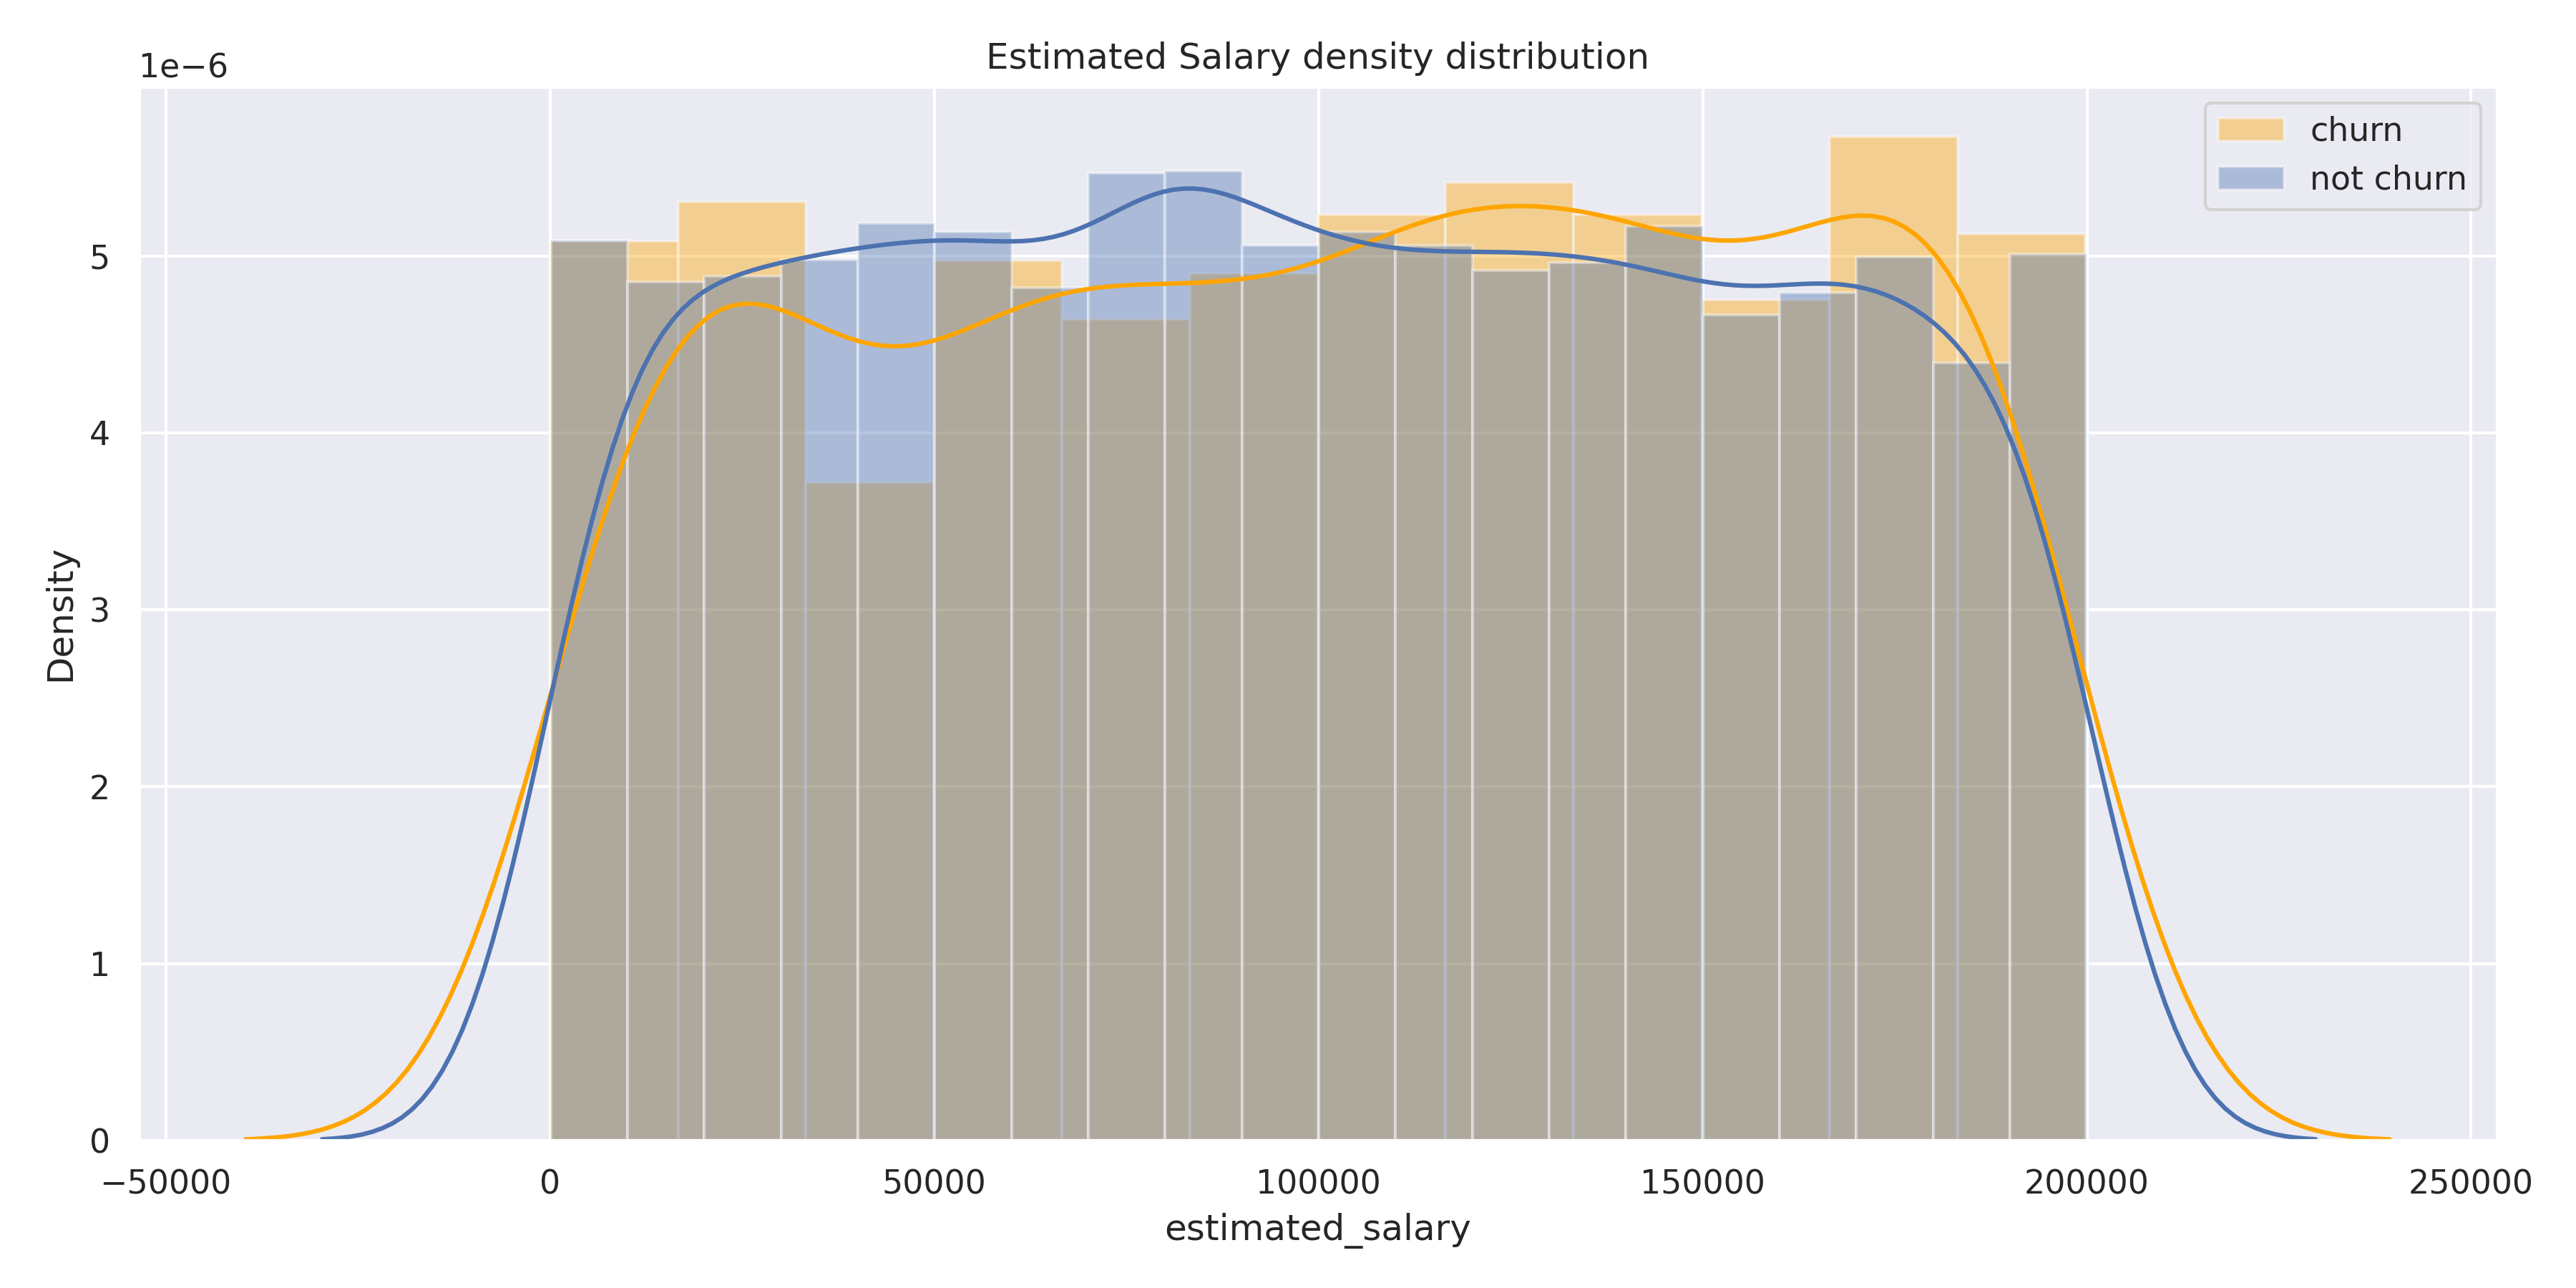 Estimated Salary density distribution
1e−6
churn
not churn
5
4
3
2
1
0
Density
−50000
0
50000
100000
150000
200000
250000
estimated_salary